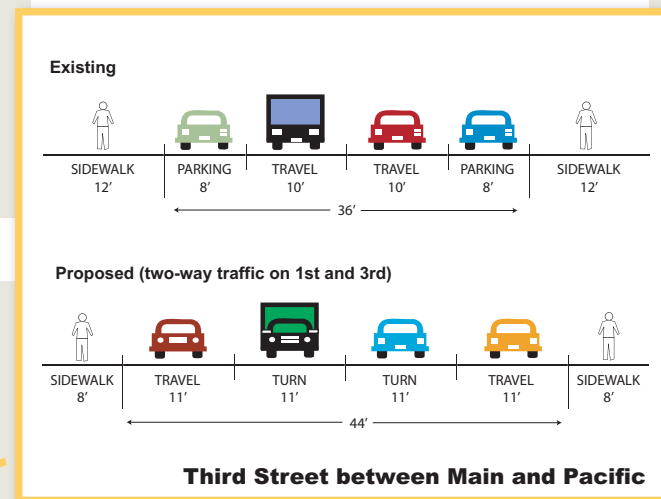 Existing
SIDEWALK PARKING TRAVEL TRAVEL PARKING SIDEWALK
12’ 8’ 10’ 10’ 8’ 12’
36’
Proposed (two-way traffic on 1st and 3rd)
SIDEWALK TRAVEL TURN TURN TRAVEL SIDEWALK
8’ 11’ 11’ 11’ 11’ 8’
44’
Third Street between Main and Pacific